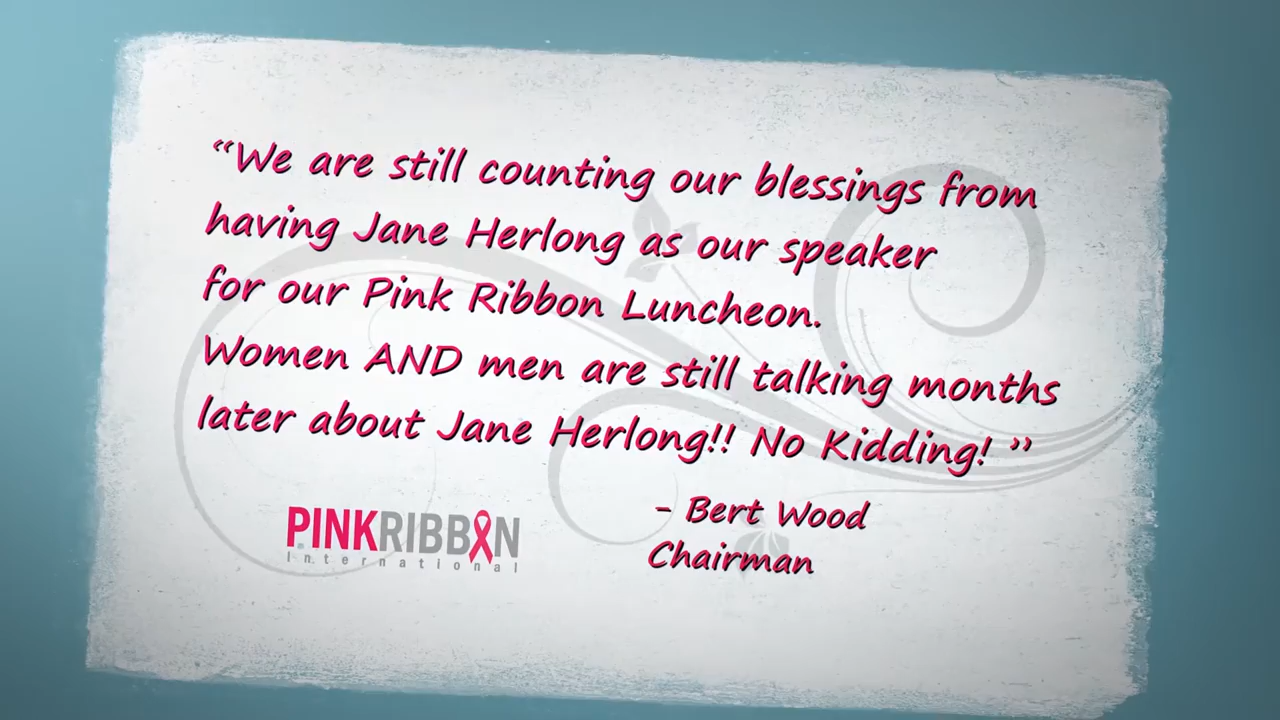 “We are still counting our blessings from
having Jane Herlong as our speaker
for our Pink Ribbon Luncheon.
Women AND men are still talking months
later about Jane Herlong!! No Kidding! ”
- Bert Wood
Chairman
PINKRIBBON
International